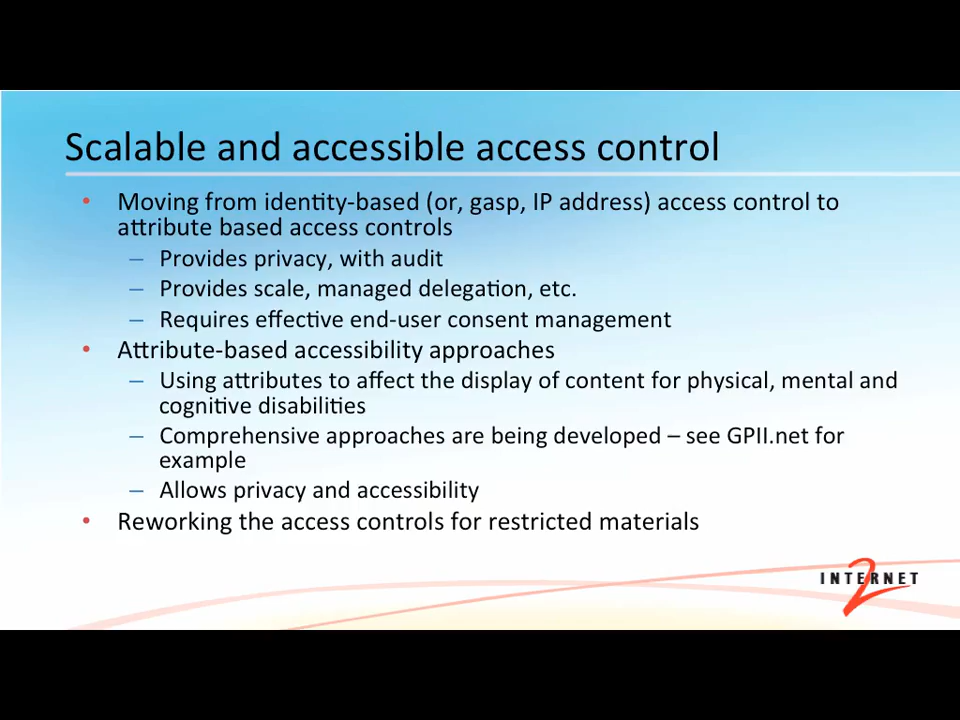 Scalable and accessible access control
• Moving from identity-based (or, gasp, IP address) access control to
attribute based access controls
– Provides privacy, with audit
– Provides scale, managed delegation, etc.
– Requires effective end-user consent management
• Attribute-based accessibility approaches
– Using attributes to affect the display of content for physical, mental and
cognitive disabilities
– Comprehensive approaches are being developed – see GPII.net for
example
– Allows privacy and accessibility
• Reworking the access controls for restricted materials
INTERNET
2